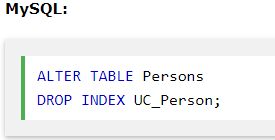 MySQL:
ALTER TABLE Persons
DROP INDEX UC_Person;